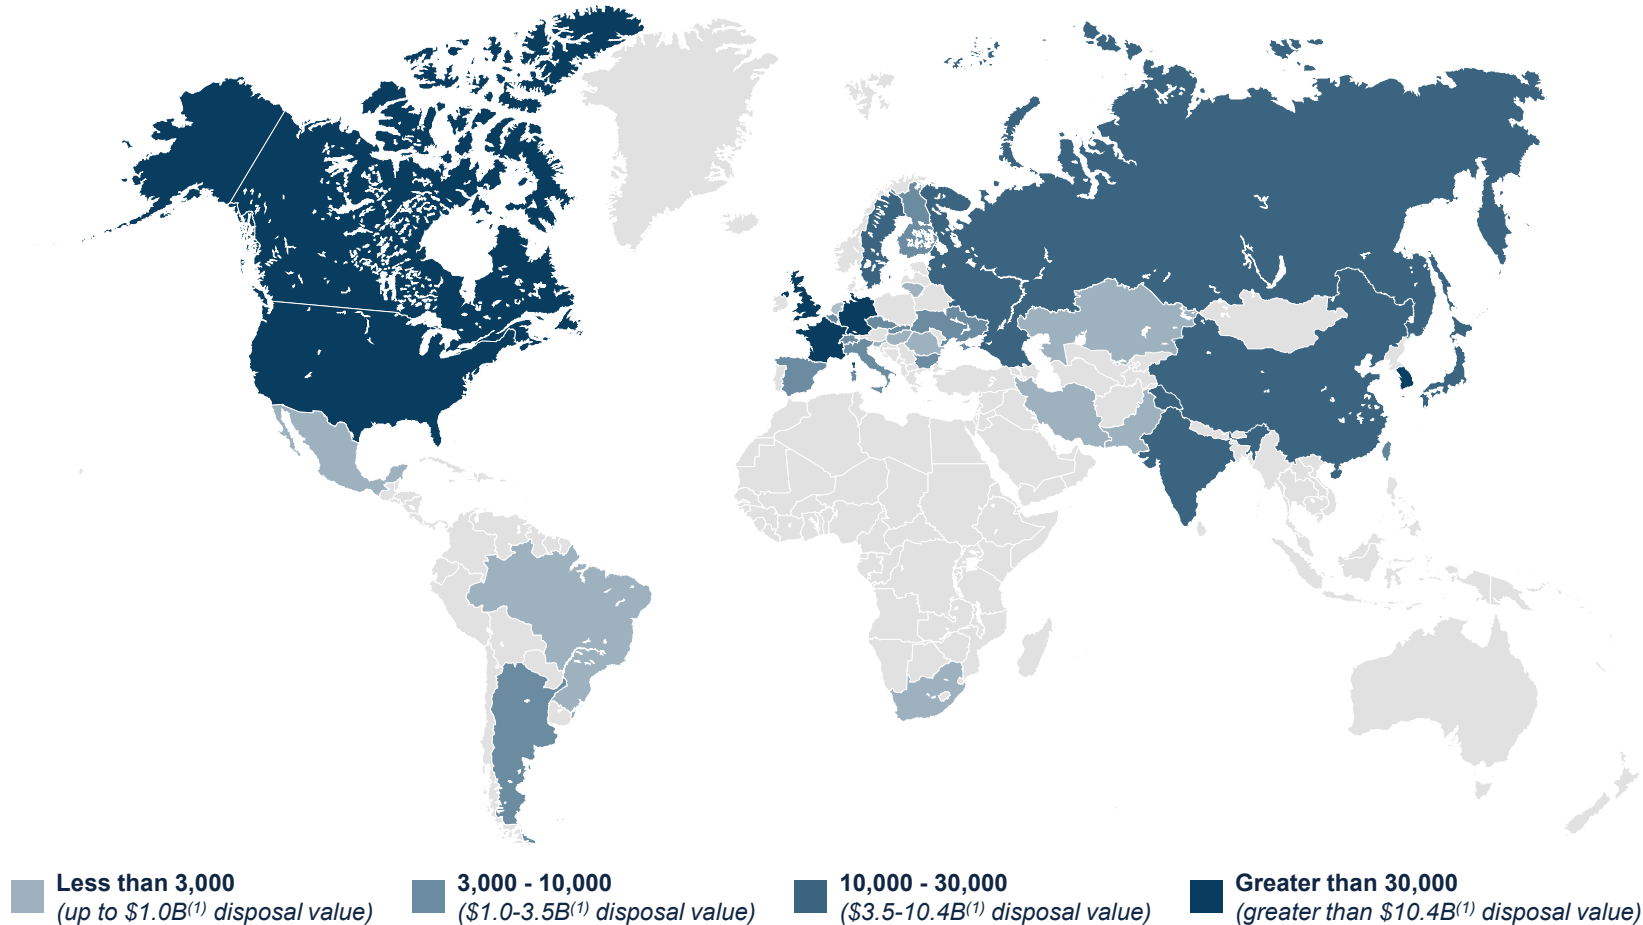 Less than 3,000
(up to $1.0B(1) disposal value)
3,000 - 10,000
($1.0-3.5B(1) disposal value)
10,000 - 30,000
($3.5-10.4B(1) disposal value)
Greater than 30,000
(greater than $10.4B(1) disposal value)